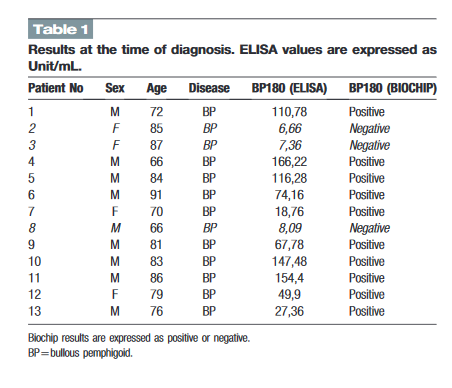 Table 1
Results at the time of diagnosis. ELISA values are expressed as
Unit/mL.
Patient No Sex Age Disease BP180 (ELISA) BP180 (BIOCHIP)
1 M 72 BP 110,78 Positive
2 F 85 BP 6,66 Negative
3 F 87 BP 7,36 Negative
4 M 66 BP 166,22 Positive
5 M 84 BP 116,28 Positive
6 M 91 BP 74,16 Positive
7 F 70 BP 18,76 Positive
8 M 66 BP 8,09 Negative
9 M 81 BP 67,78 Positive
10 M 83 BP 147,48 Positive
11 M 86 BP 154,4 Positive
12 F 79 BP 49,9 Positive
13 M 76 BP 27,36 Positive
Biochip results are expressed as positive or negative.
BP=bullous pemphigoid.